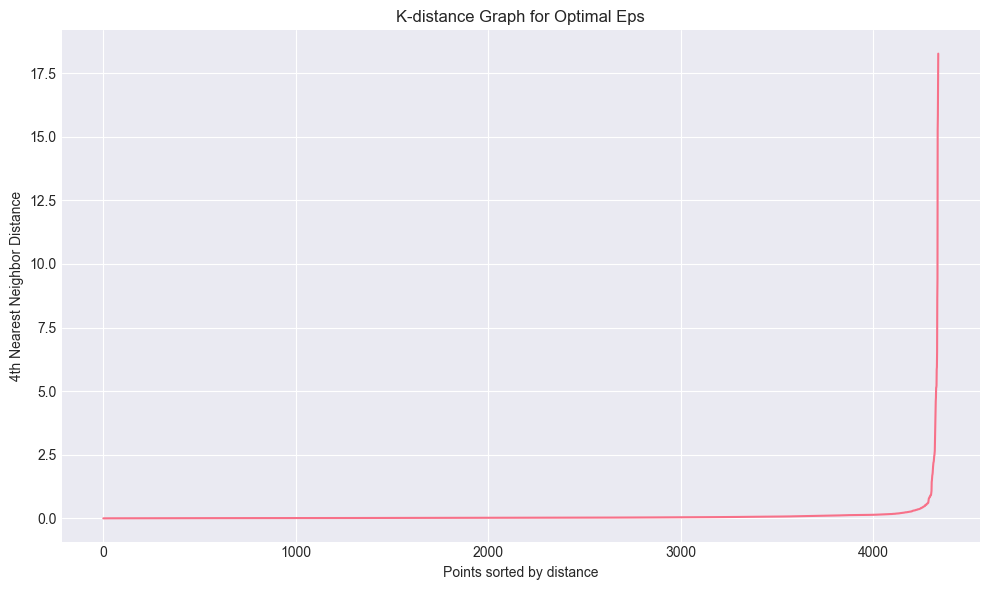 K-distance Graph for Optimal Eps
17.5
15.0
12.5
10.0
7.5
5.0
2.5
0.0
4th Nearest Neighbor Distance
0 1000 2000 3000 4000
Points sorted by distance